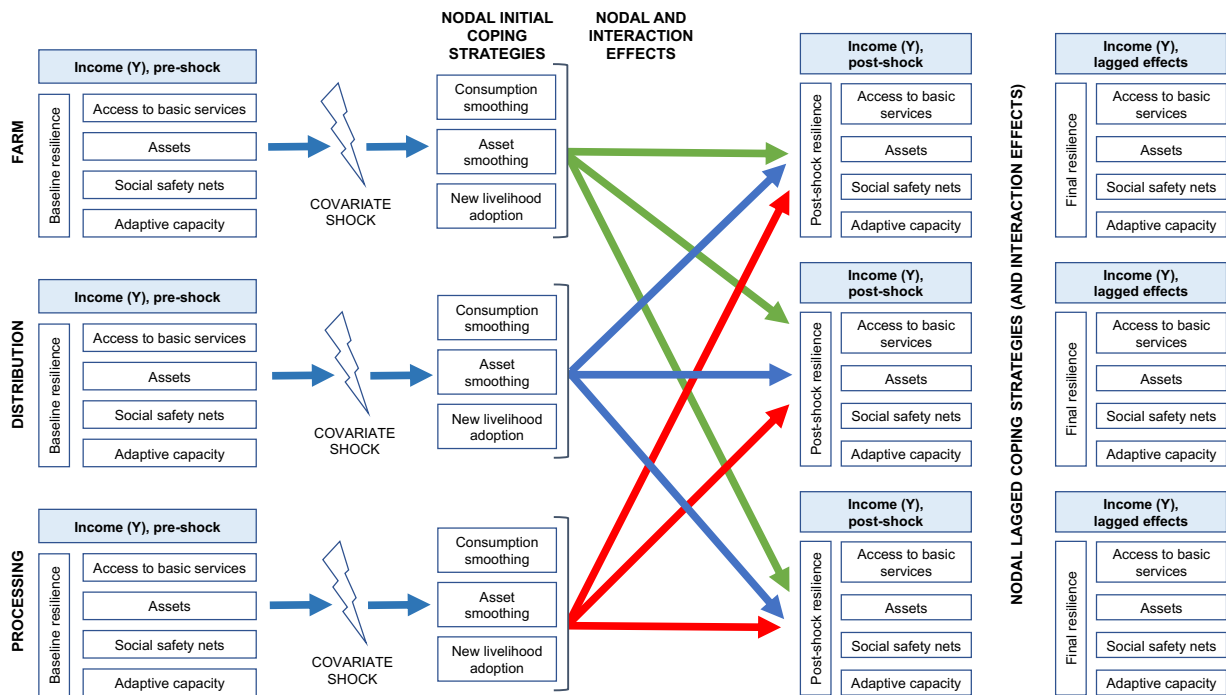 NODAL INITIAL
COPING
STRATEGIES
NODAL AND
INTERACTION
EFFECTS
FARM
Income (Y), pre-shock
Baseline resilience
Access to basic services
Assets
Social safety nets
Adaptive capacity
COVARIATE
SHOCK
Consumption
smoothing
Asset
smoothing
New livelihood
adoption
Income (Y),
post-shock
Post-shock resilience
Access to basic
services
Assets
Social safety nets
Adaptive capacity
NODAL LAGGED COPING STRATEGIES (AND INTERACTION EFFECTS)
Income (Y),
lagged effects
Final resilience
Access to basic
services
Assets
Social safety nets
Adaptive capacity
DISTRIBUTION
Income (Y), pre-shock
Baseline resilience
Access to basic services
Assets
Social safety nets
Adaptive capacity
COVARIATE
SHOCK
Consumption
smoothing
Asset
smoothing
New livelihood
adoption
Income (Y),
post-shock
Post-shock resilience
Access to basic
services
Assets
Social safety nets
Adaptive capacity
Income (Y),
lagged effects
Final resilience
Access to basic
services
Assets
Social safety nets
Adaptive capacity
PROCESSING
Income (Y), pre-shock
Baseline resilience
Access to basic services
Assets
Social safety nets
Adaptive capacity
COVARIATE
SHOCK
Consumption
smoothing
Asset
smoothing
New livelihood
adoption
Income (Y),
post-shock
Post-shock resilience
Access to basic
services
Assets
Social safety nets
Adaptive capacity
Income (Y),
lagged effects
Final resilience
Access to basic
services
Assets
Social safety nets
Adaptive capacity